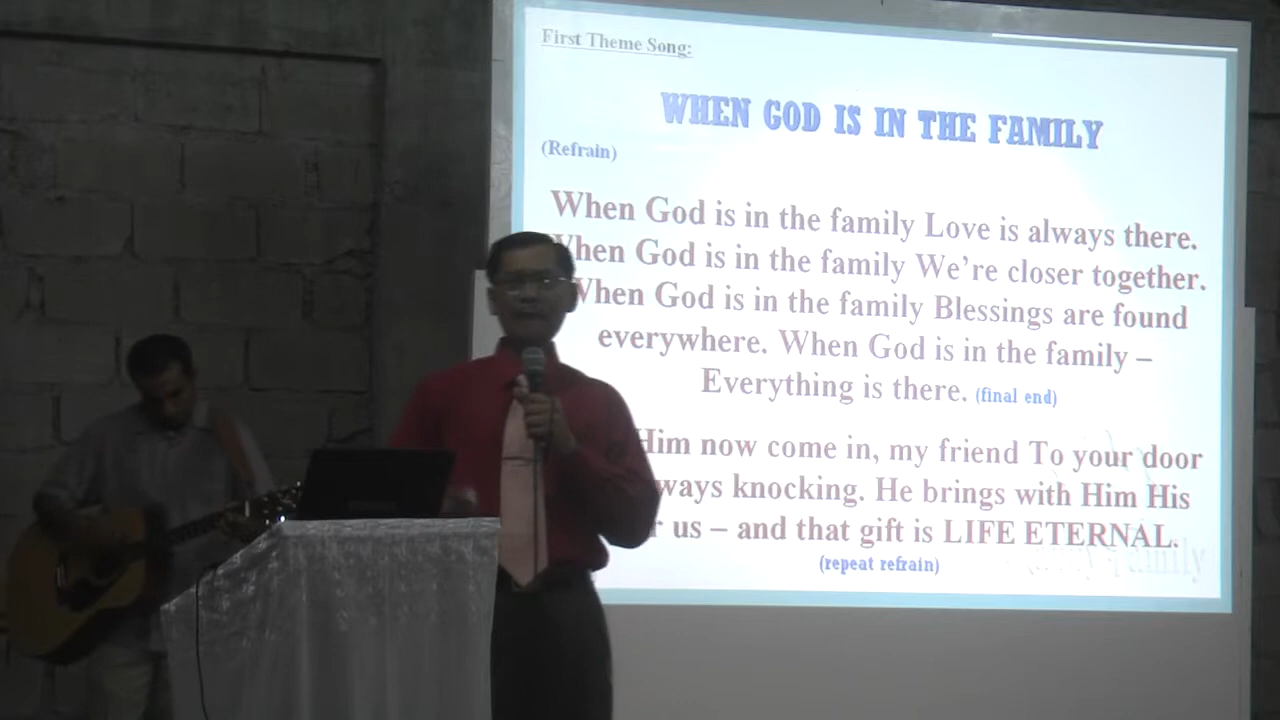 First Theme Song:
WHEN GOD IS IN THE FAMILY
(Refrain)
When God is in the family Love is always there.
When God is in the family We're closer together.
When God is in the family Blessings are found
everywhere. When God is in the family –
Everything is there. (final end)
Him now come in, my friend To your door
knocking. He brings with Him His
us – and that gift is LIFE ETERNAL.
(repeat refrain)
Family